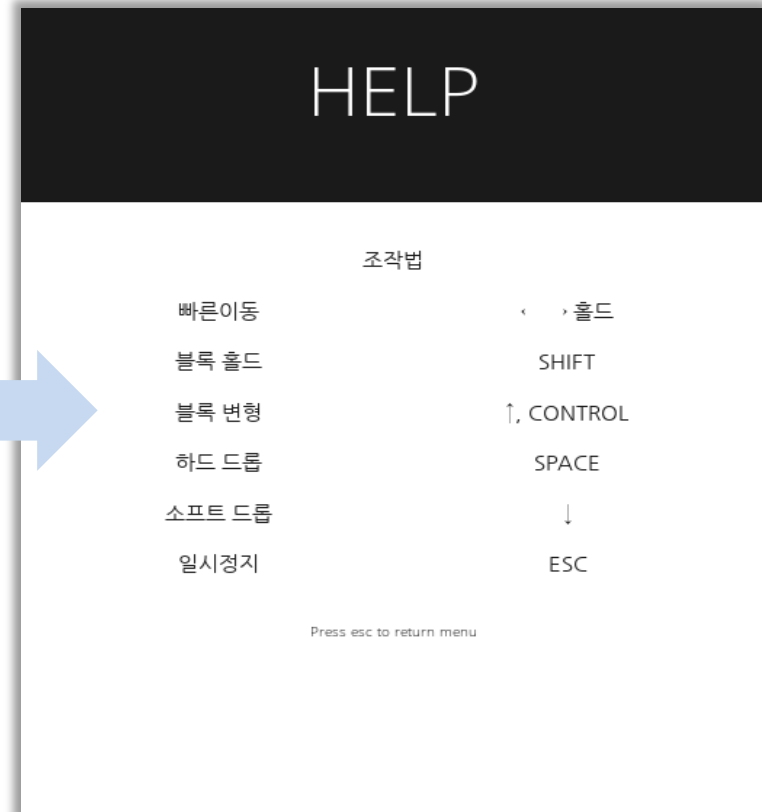 HELP
조작법
빠른이동 ‹ › 홀드
블록 홀드 SHIFT
블록 변형 ↑, CONTROL
하드 드롭 SPACE
소프트 드롭 ↓
일시정지 ESC
Press esc to return menu